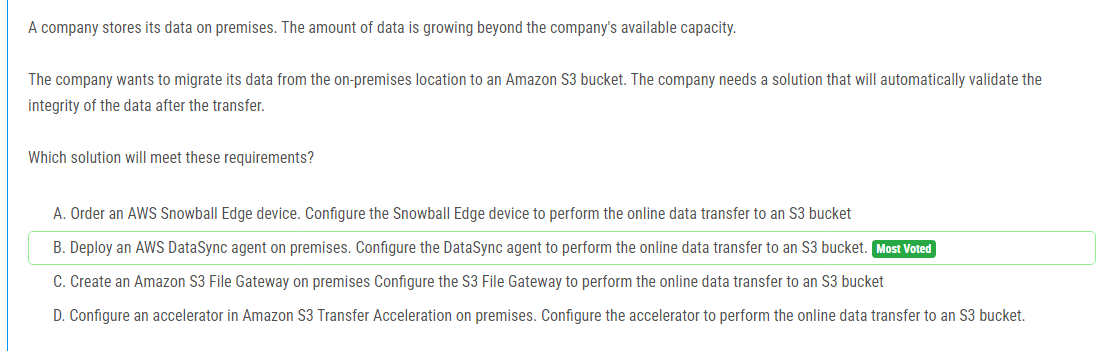 A company stores its data on premises. The amount of data is growing beyond the company's available capacity.
The company wants to migrate its data from the on-premises location to an Amazon S3 bucket. The company needs a solution that will automatically validate the
integrity of the data after the transfer.
Which solution will meet these requirements?
A. Order an AWS Snowball Edge device. Configure the Snowball Edge device to perform the online data transfer to an S3 bucket
B. Deploy an AWS DataSync agent on premises. Configure the DataSync agent to perform the online data transfer to an S3 bucket. Most Voted
C. Create an Amazon S3 File Gateway on premises Configure the S3 File Gateway to perform the online data transfer to an S3 bucket
D. Configure an accelerator in Amazon S3 Transfer Acceleration on premises. Configure the accelerator to perform the online data transfer to an S3 bucket.